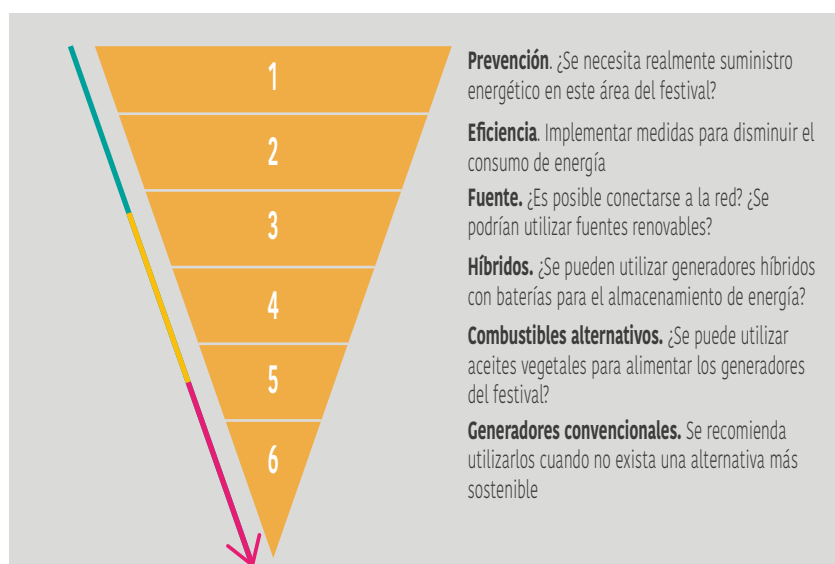 1
Prevención. ¿Se necesita realmente suministro
energético en este área del festival?
2
Eficiencia. Implementar medidas para disminuir el
consumo de energía
3
Fuente. ¿Es posible conectarse a la red? ¿Se
podrían utilizar fuentes renovables?
4
Híbridos. ¿Se pueden utilizar generadores híbridos
con baterías para el almacenamiento de energía?
5
Combustibles alternativos. ¿Se puede utilizar
aceites vegetales para alimentar los generadores
del festival?
6
Generadores convencionales. Se recomienda
utilizarlos cuando no exista una alternativa más
sostenible